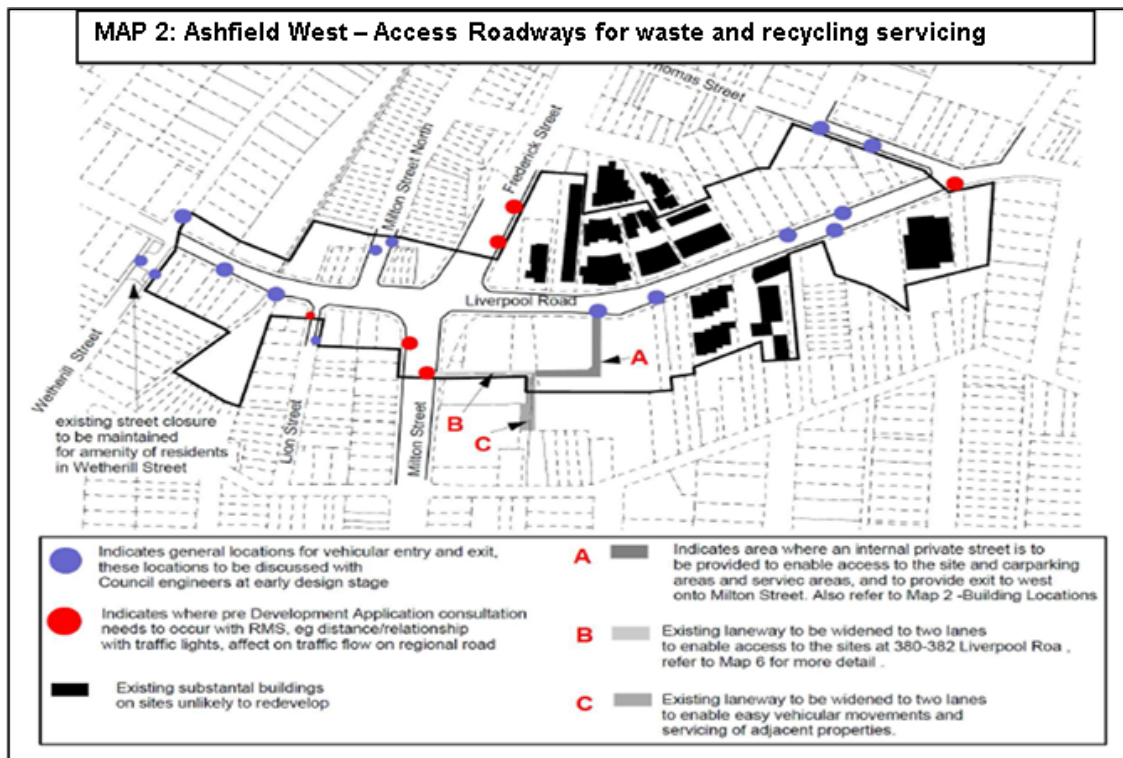 MAP 2: Ashfield West – Access Roadways for waste and recycling servicing
Thomas Street
Frederick Street
Milton Street North
Liverpool Road
Wetherill Street
A
B
C
existing street closure
to be maintained
for amenity of residents
in Wetherill Street
Lion Street
Milton Street
Indicates general locations for vehicular entry and exit,
these locations to be discussed with
Council engineers at early design stage
Indicates where pre Development Application consultation
needs to occur with RMS, eg distance/relationship
with traffic lights, affect on traffic flow on regional road
Existing substantal buildings
on sites unlikely to redevelop
A
Indicates area where an internal private street is to
be provided to enable access to the site and carparking
areas and serviec areas, and to provide exit to west
onto Milton Street. Also refer to Map 2 -Building Locations
B
Existing laneway to be widened to two lanes
to enable access to the sites at 380-382 Liverpool Roa ,
refer to Map 6 for more detail .
C
Existing laneway to be widened to two lanes
to enable easy vehicular movements and
servicing of adjacent properties.